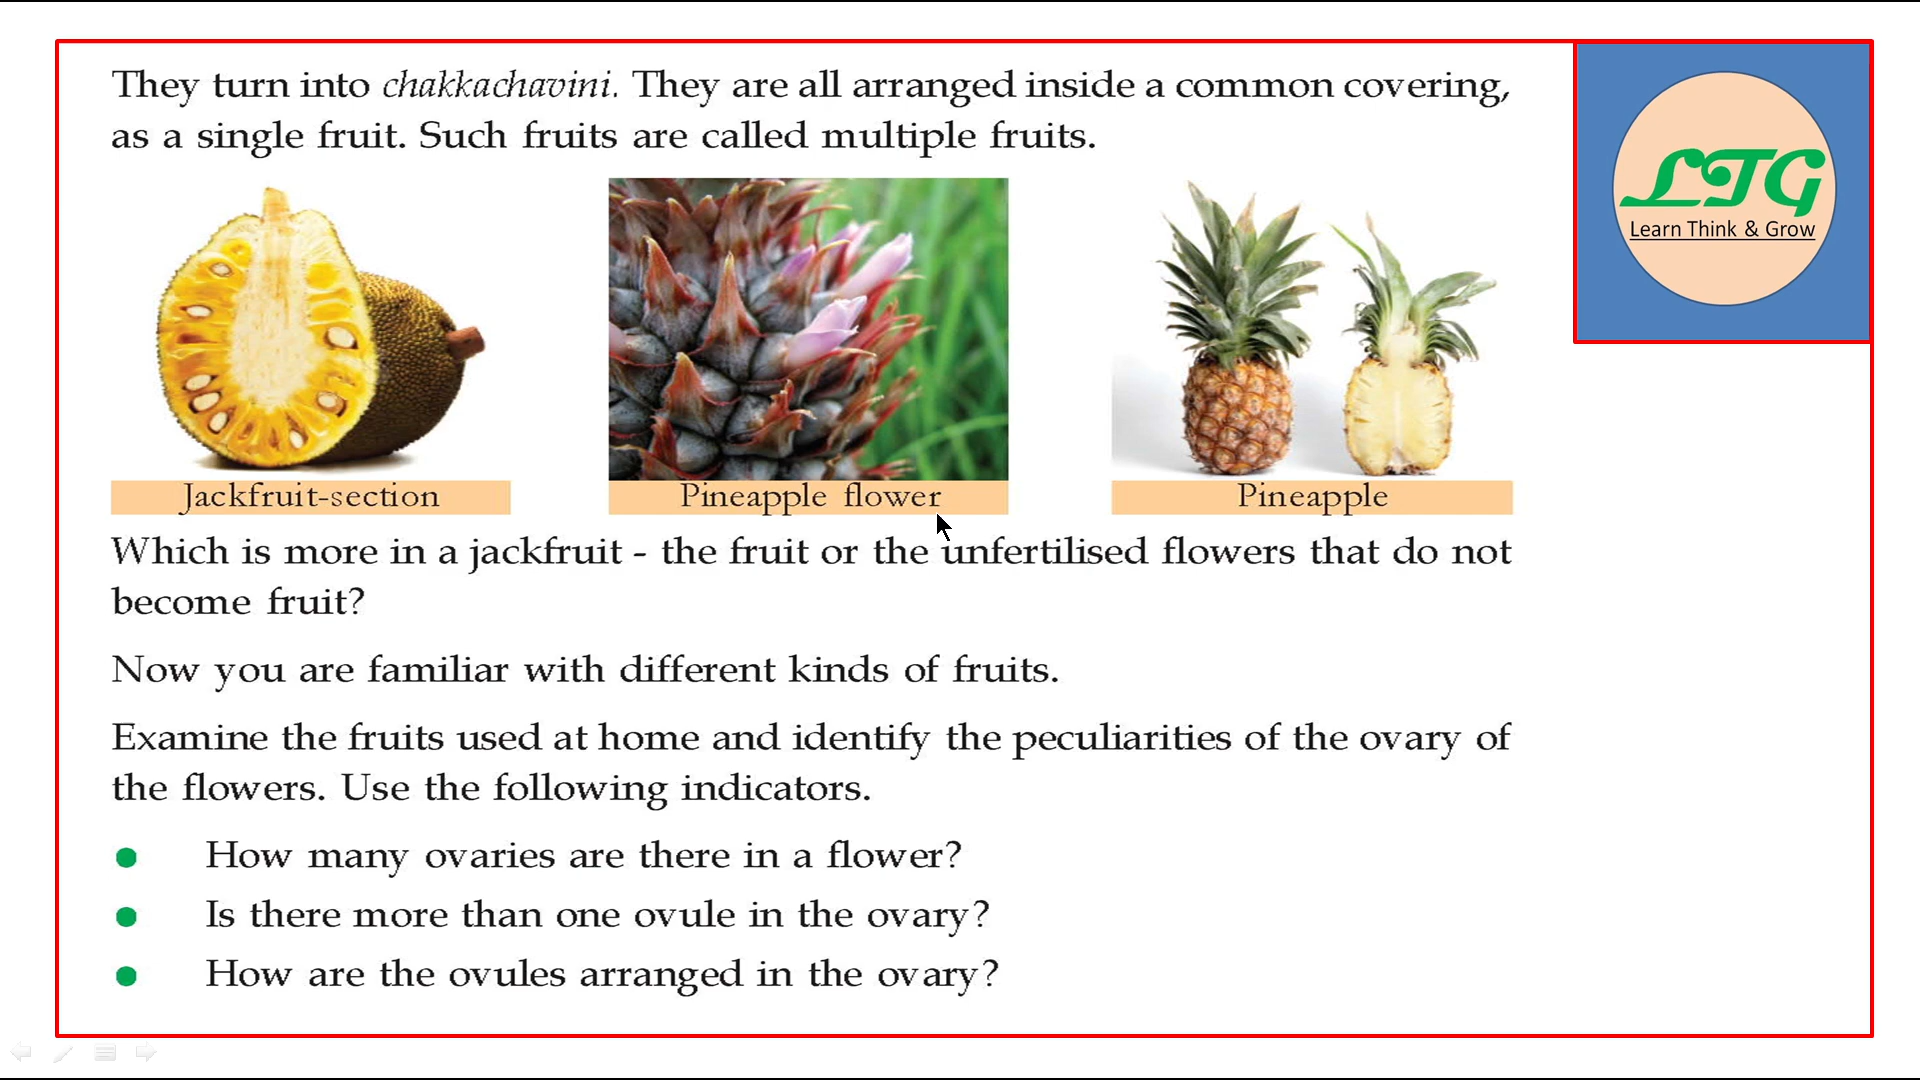 They turn into chakkachavini. They are all arranged inside a common covering,
as a single fruit. Such fruits are called multiple fruits.
LTG
Learn Think & Grow
Jackfruit-section
Pineapple flower
Pineapple
Which is more in a jackfruit - the fruit or the unfertilised flowers that do not
become fruit?
Now you are familiar with different kinds of fruits.
Examine the fruits used at home and identify the peculiarities of the ovary of
the flowers. Use the following indicators.
How many ovaries are there in a flower?
Is there more than one ovule in the ovary?
How are the ovules arranged in the ovary?